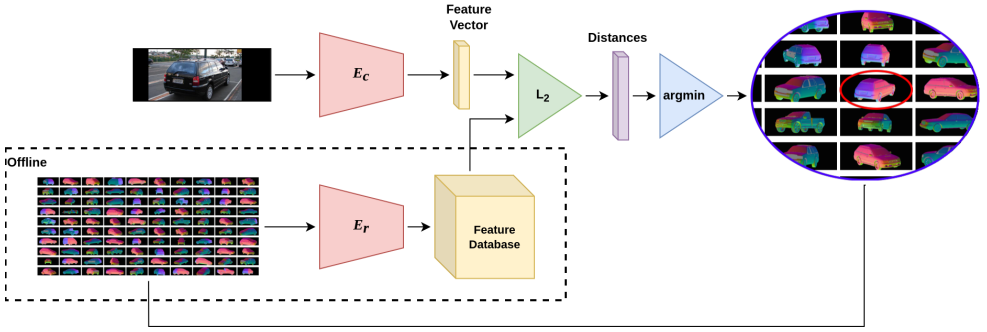 Feature
Vector
Distances
E_c
L_2
argmin
Offline
E_r
Feature
Database